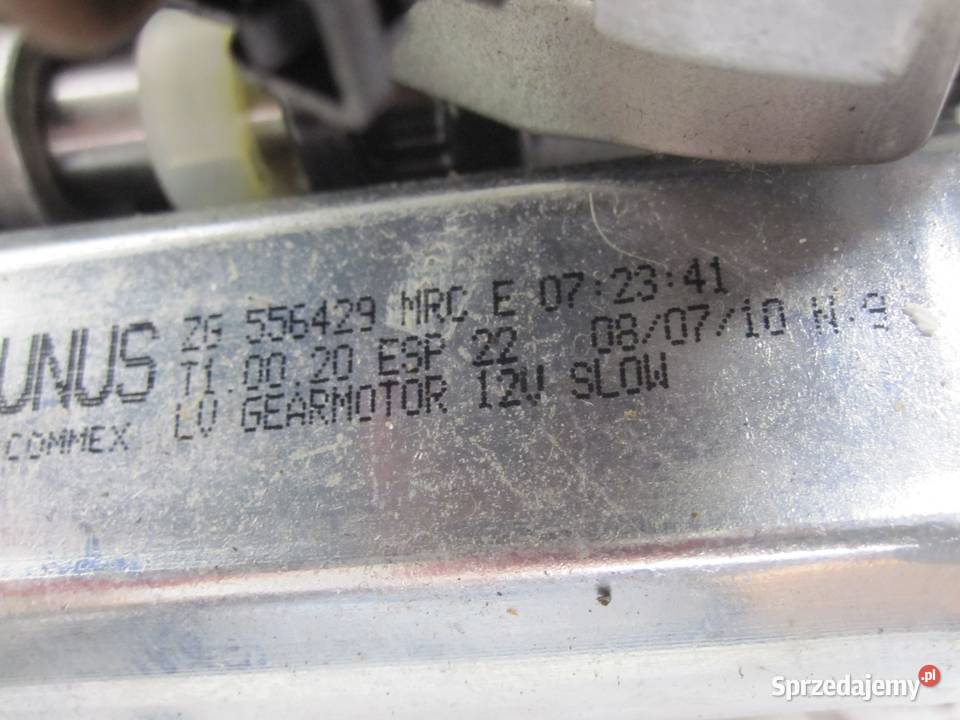 UNUS ZG 556429 MRC E 07:23:41
T1.00.20 ESP 22 08/07/10 N.9
COMMEX LV GEARMOTOR 12V SLOW
Sprzedajemy.pl